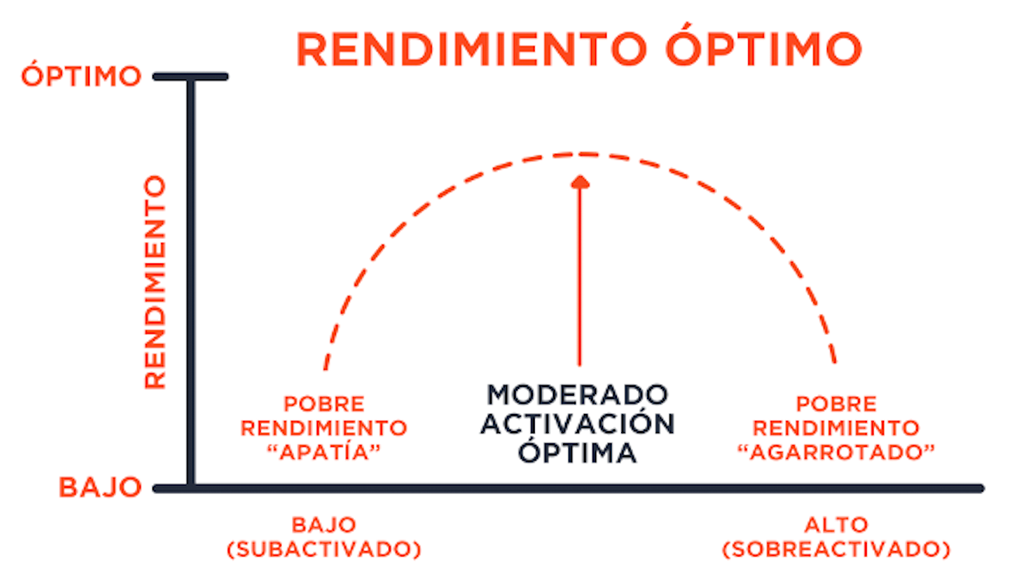 RENDIMIENTO ÓPTIMO
ÓPTIMO
RENDIMIENTO
BAJO
POBRE
RENDIMIENTO
“APATÍA”
MODERADO
ACTIVACIÓN
ÓPTIMA
POBRE
RENDIMIENTO
“AGARROTADO”
BAJO
(SUBACTIVADO)
ALTO
(SOBREACTIVADO)